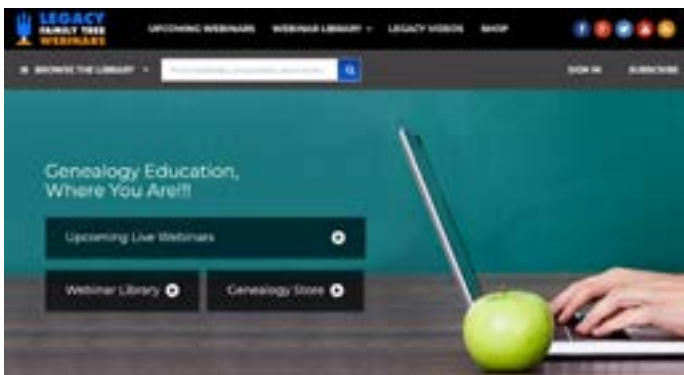 LEGACY
FAMILY TREE
WEBINARS
UPCOMING WEBINARS
WEBINAR LIBRARY
LEGACY VIDEOS
SHOP
BROWSE THE LIBRARY
SIGN IN
SUBSCRIBE
Genealogy Education,
Where You Are!!!
Upcoming Live Webinars
Webinar Library
Genealogy Store